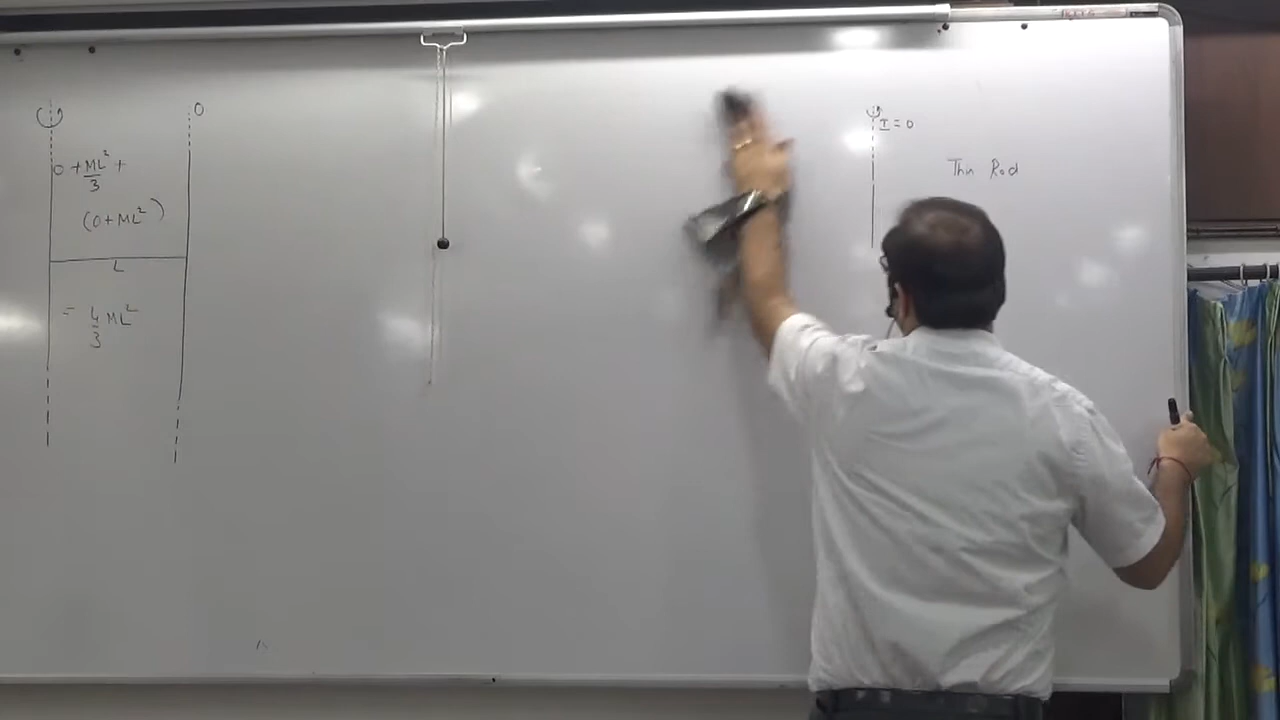 0
0 + ML²/3 +
(0+ML²)
L
= 4/3 ML²
I = 0
Thin Rod